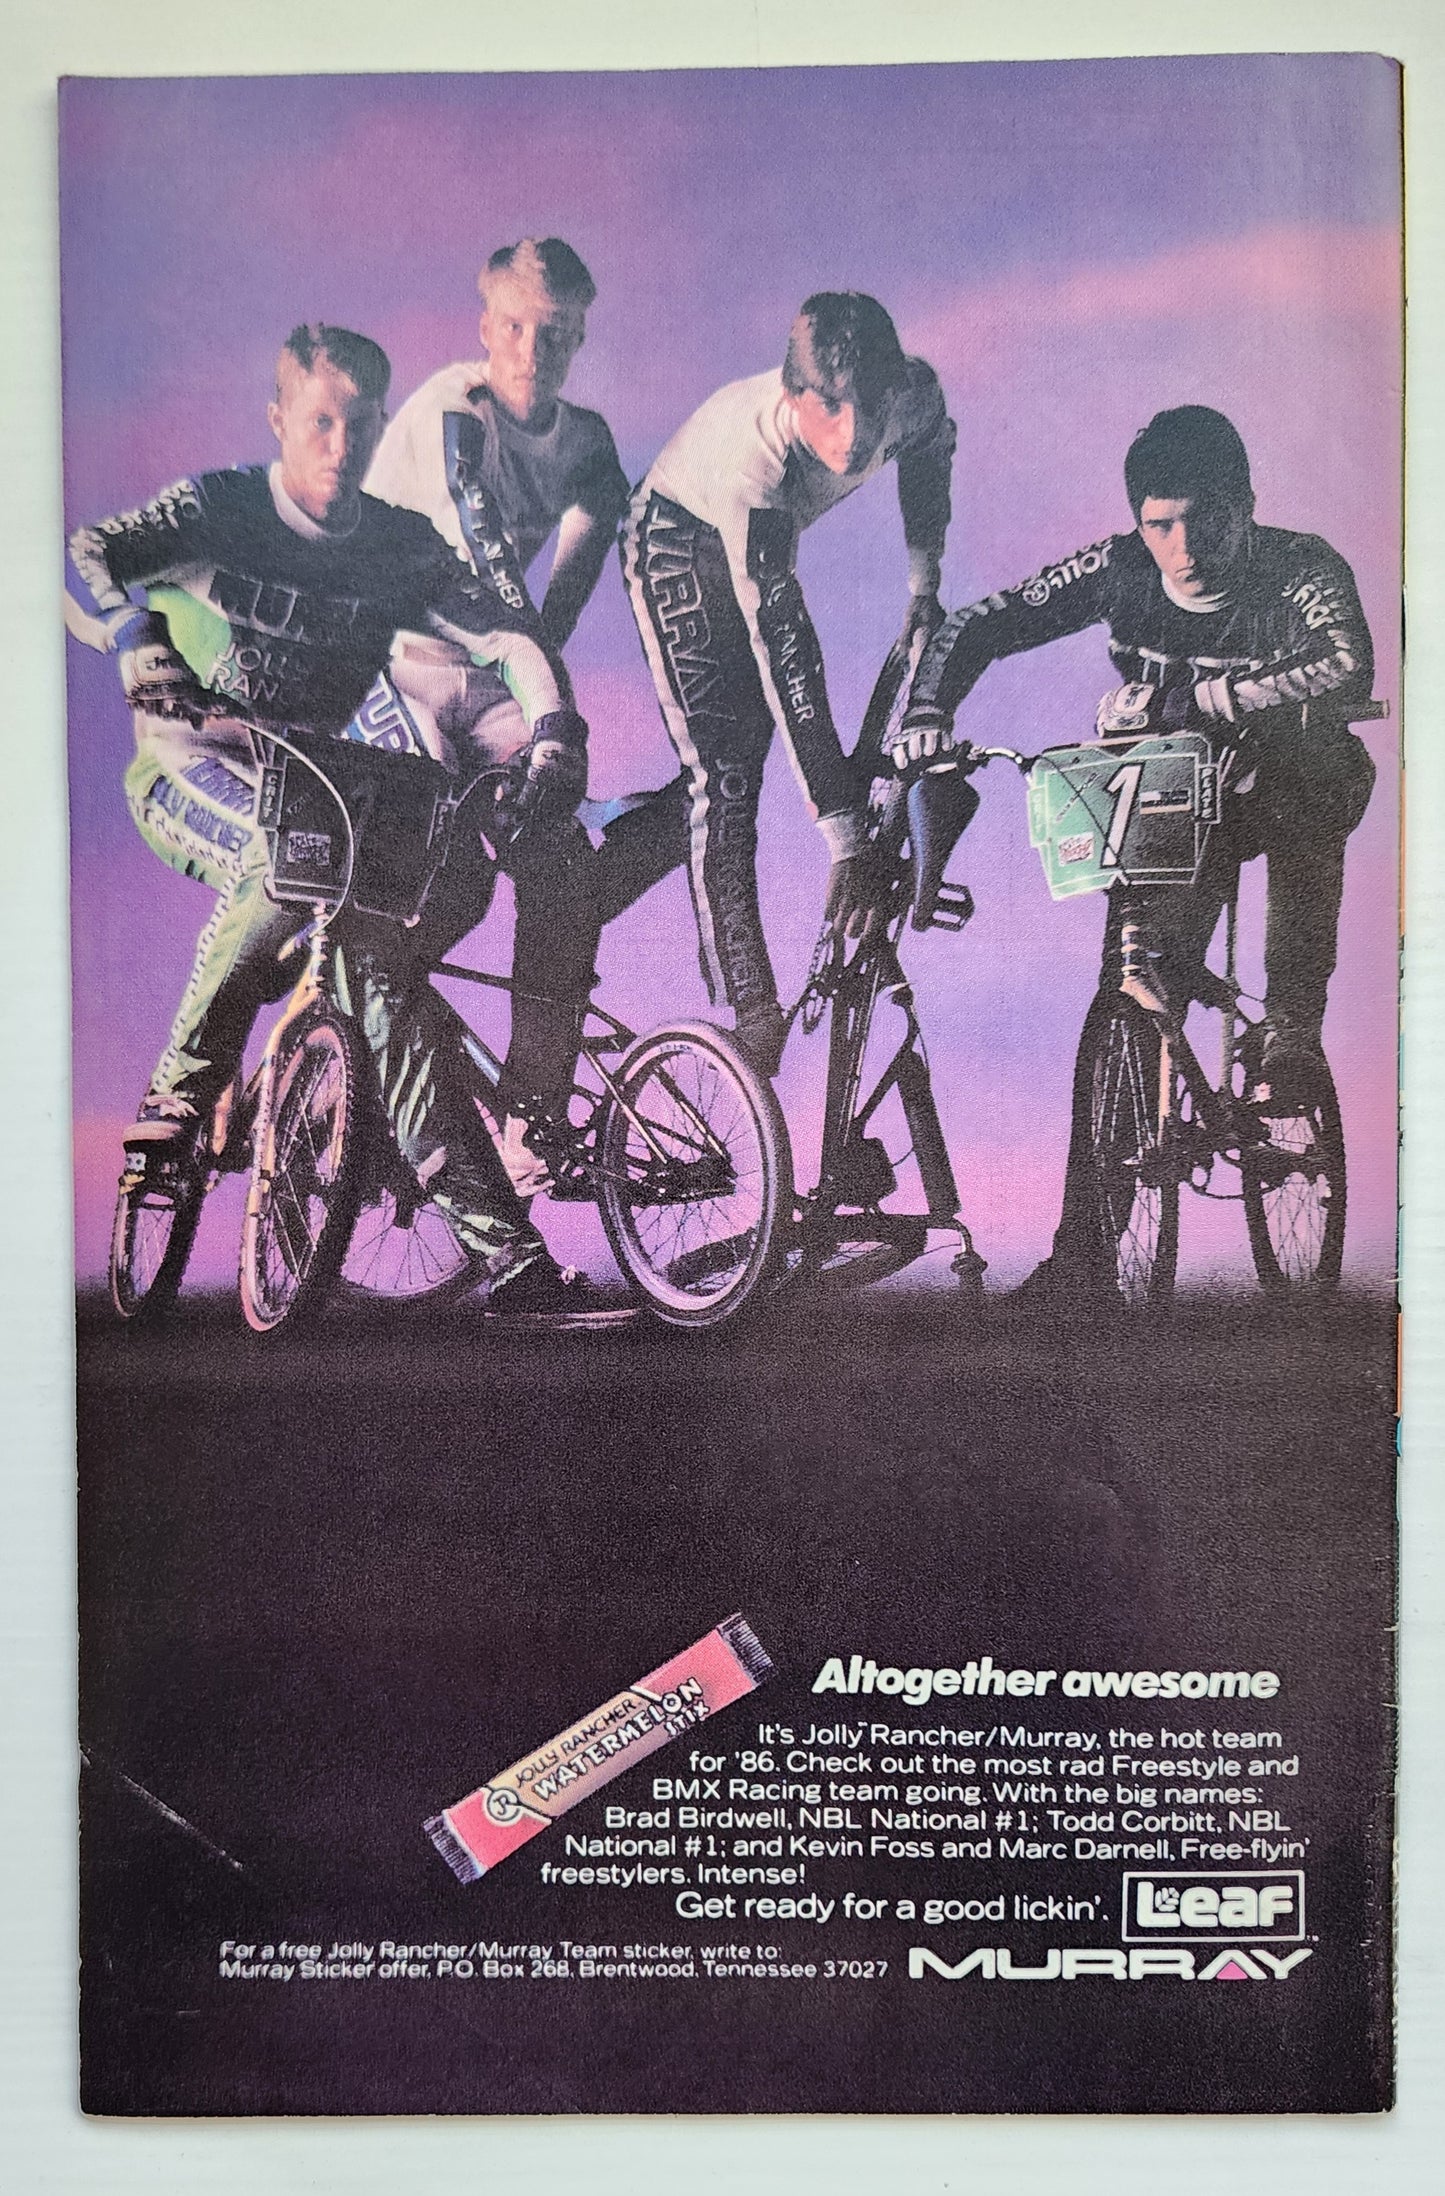 MURRAY
JOLLY RANCHER
1
JOLLY RANCHER
WATERMELON
STIX
Altogether awesome
It's Jolly™ Rancher/Murray, the hot team
for '86. Check out the most rad Freestyle and
BMX Racing team going. With the big names:
Brad Birdwell, NBL National #1; Todd Corbitt, NBL
National #1; and Kevin Foss and Marc Darnell, Free-flyin'
freestylers. Intense!
Get ready for a good lickin'.
Leaf
For a free Jolly Rancher/Murray Team sticker, write to:
Murray Sticker offer, P.O. Box 268, Brentwood, Tennessee 37027
MURRAY